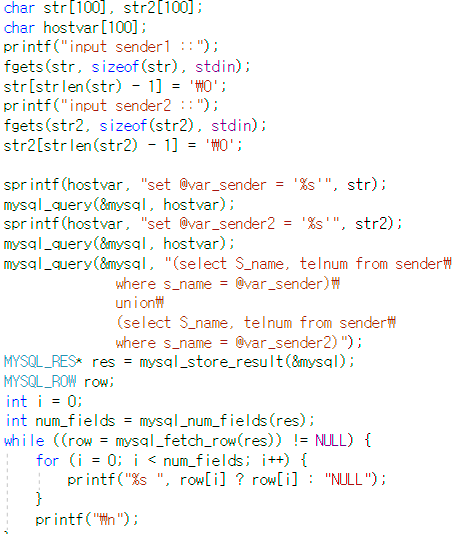 char str[100], str2[100];
char hostvar[100];
printf("input sender1 ::");
fgets(str, sizeof(str), stdin);
str[strlen(str) - 1] = '₩0';
printf("input sender2 ::");
fgets(str2, sizeof(str2), stdin);
str2[strlen(str2) - 1] = '₩0';
sprintf(hostvar, "set @var_sender = '%s'", str);
mysql_query(&mysql, hostvar);
sprintf(hostvar, "set @var_sender2 = '%s'", str2);
mysql_query(&mysql, hostvar);
mysql_query(&mysql, "(select S_name, telnum from sender₩
where s_name = @var_sender)₩
union₩
(select S_name, telnum from sender₩
where s_name = @var_sender2)");
MYSQL_RES* res = mysql_store_result(&mysql);
MYSQL_ROW row;
int i = 0;
int num_fields = mysql_num_fields(res);
while ((row = mysql_fetch_row(res)) != NULL) {
for (i = 0; i < num_fields; i++) {
printf("%s ", row[i] ? row[i] : "NULL");
}
printf("₩n");